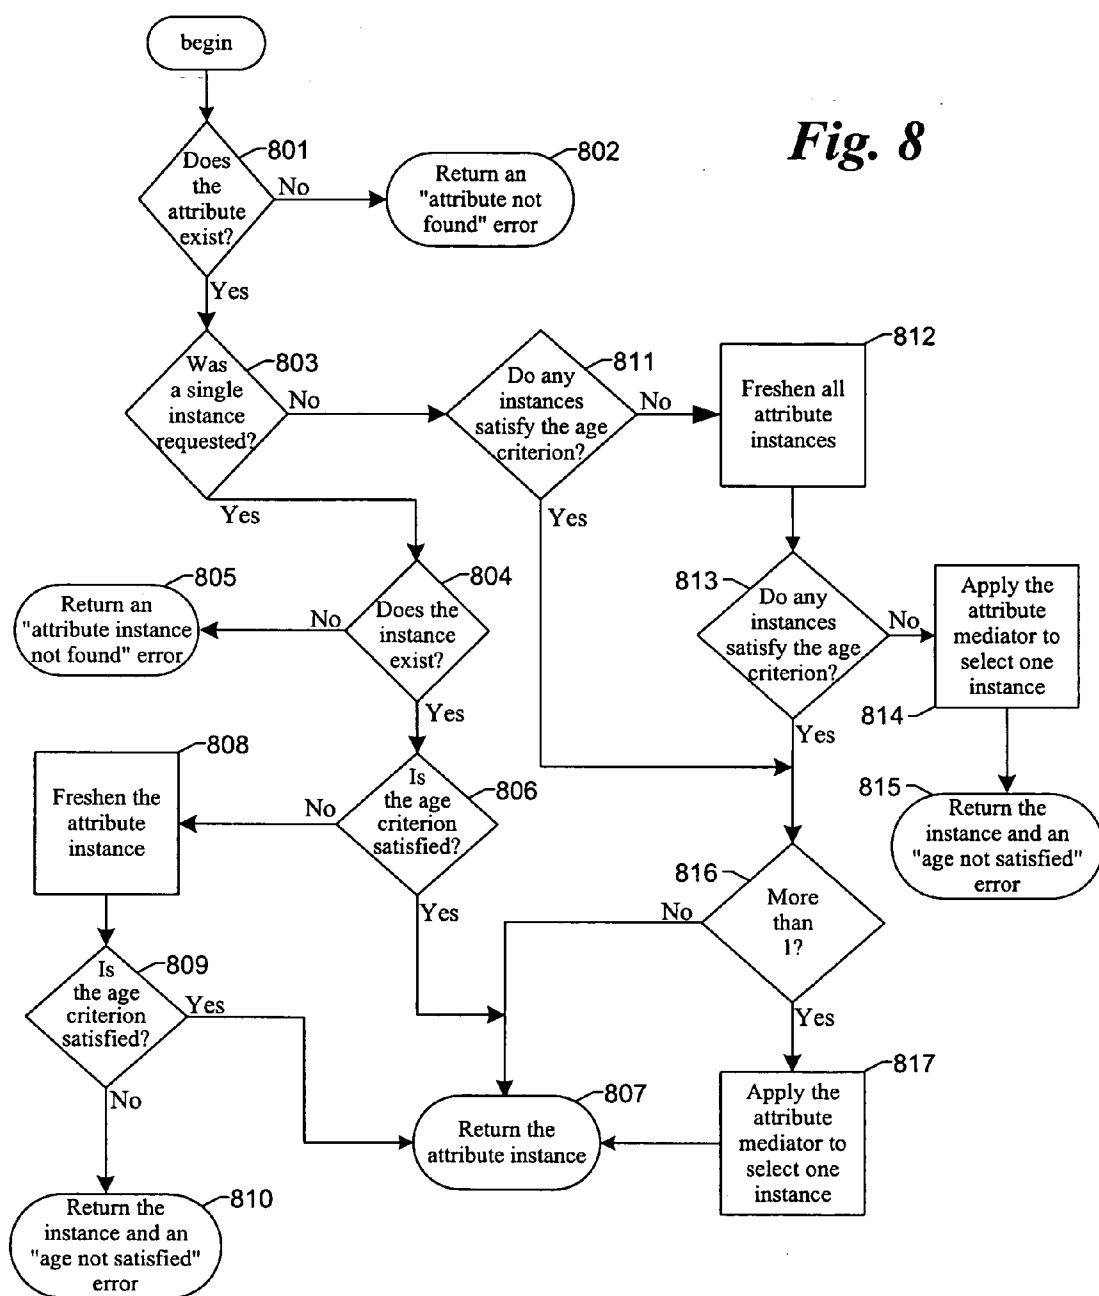 begin
Fig. 8
801
Does
the
attribute
exist?
No
802
Return an
"attribute not
found" error
Yes
Was
a single
instance
requested?
803
No
811
Do any
instances
satisfy the age
criterion?
No
812
Freshen all
attribute
instances
Yes
Yes
805
Return an
"attribute instance
not found" error
No
804
Does the
instance
exist?
Yes
813
Do any
instances
satisfy the age
criterion?
No
Apply the
attribute
mediator to
select one
instance
814
Yes
808
Freshen the
attribute
instance
No
Is
the age
criterion
satisfied?
806
Yes
815
Return the
instance and an
"age not satisfied"
error
816
No
More
than
1?
Yes
809
Is
the age
criterion
satisfied?
Yes
No
807
Return the
attribute instance
817
Apply the
attribute
mediator to
select one
instance
810
Return the
instance and an
"age not satisfied"
error